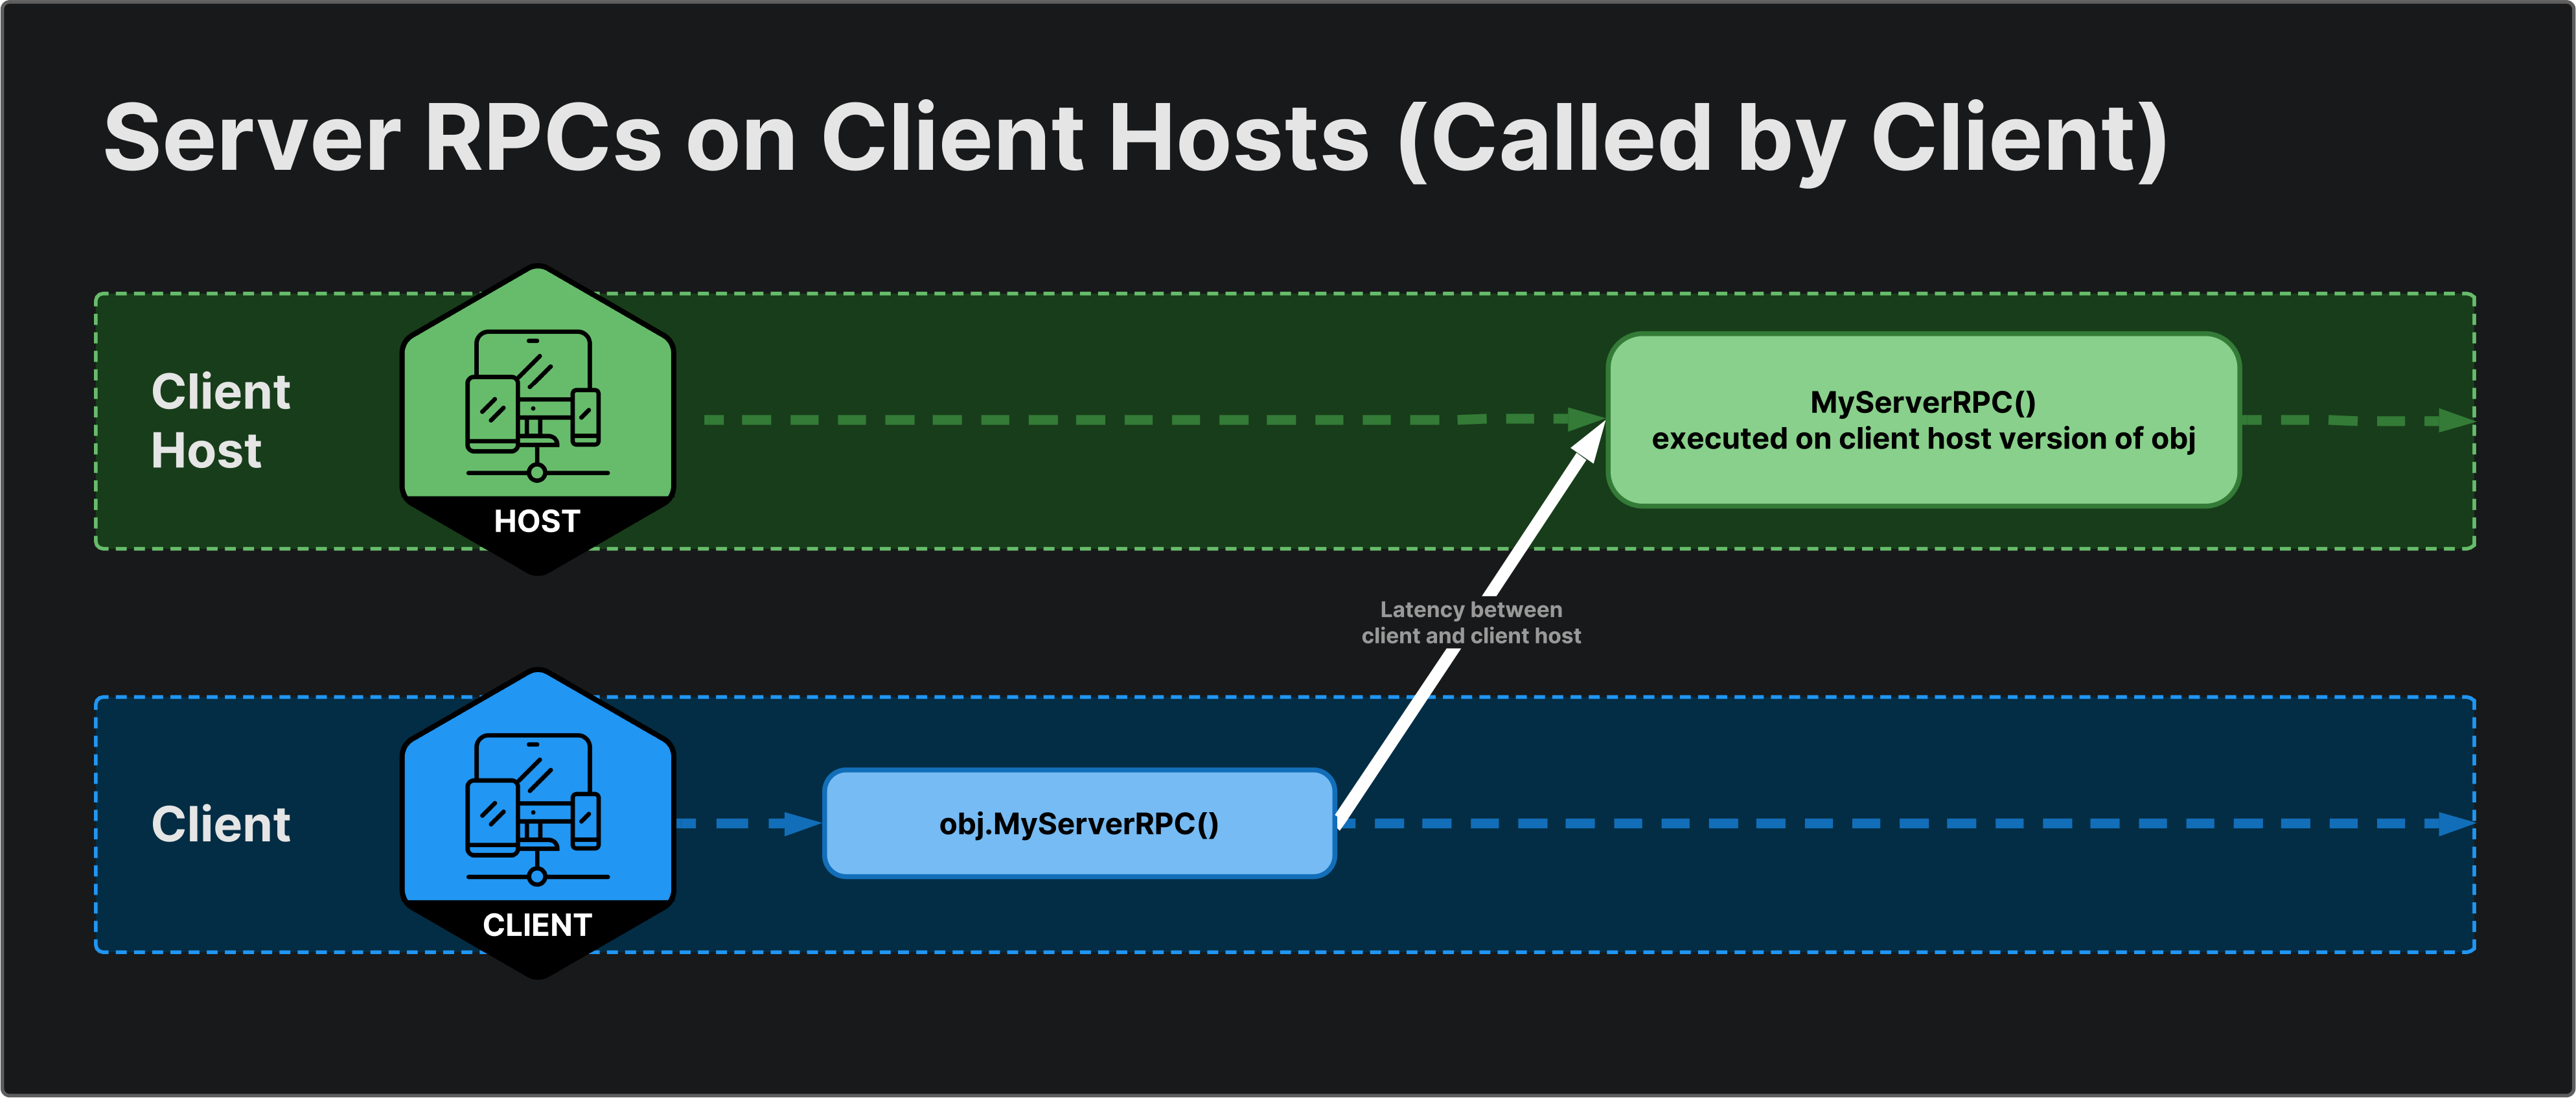 Server RPCs on Client Hosts (Called by Client)
Client
Host
HOST
MyServerRPC()
executed on client host version of obj
Latency between
client and client host
Client
CLIENT
obj.MyServerRPC()